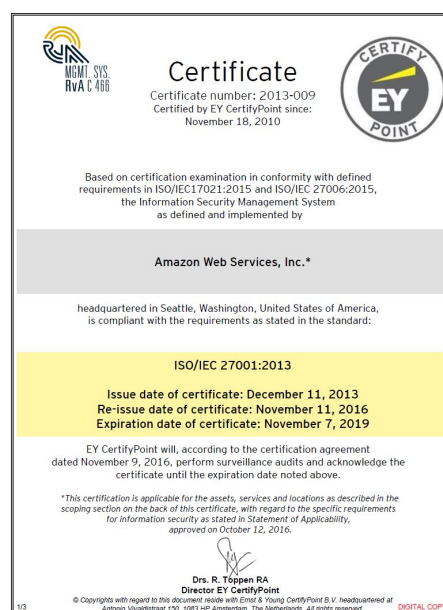 RvA
MGMT. SYS.
RvA C 466
Certificate
Certificate number: 2013-009
Certified by EY CertifyPoint since:
November 18, 2010
CERTIFY
EY
POINT
Based on certification examination in conformity with defined
requirements in ISO/IEC17021:2015 and ISO/IEC 27006:2015,
the Information Security Management System
as defined and implemented by
Amazon Web Services, Inc.*
headquartered in Seattle, Washington, United States of America,
is compliant with the requirements as stated in the standard:
ISO/IEC 27001:2013
Issue date of certificate: December 11, 2013
Re-issue date of certificate: November 11, 2016
Expiration date of certificate: November 7, 2019
EY CertifyPoint will, according to the certification agreement
dated November 9, 2016, perform surveillance audits and acknowledge the
certificate until the expiration date noted above.
*This certification is applicable for the assets, services and locations as described in the
scoping section on the back of this certificate, with regard to the specific requirements
for information security as stated in Statement of Applicability,
approved on October 12, 2016.
Drs. R. Toppen RA
Director EY CertifyPoint
© Copyrights with regard to this document reside with Ernst & Young CertifyPoint B.V. headquartered at
1/3 Antonio Vivaldistraat 150, 1083 HP Amsterdam, The Netherlands. All rights reserved. DIGITAL COP